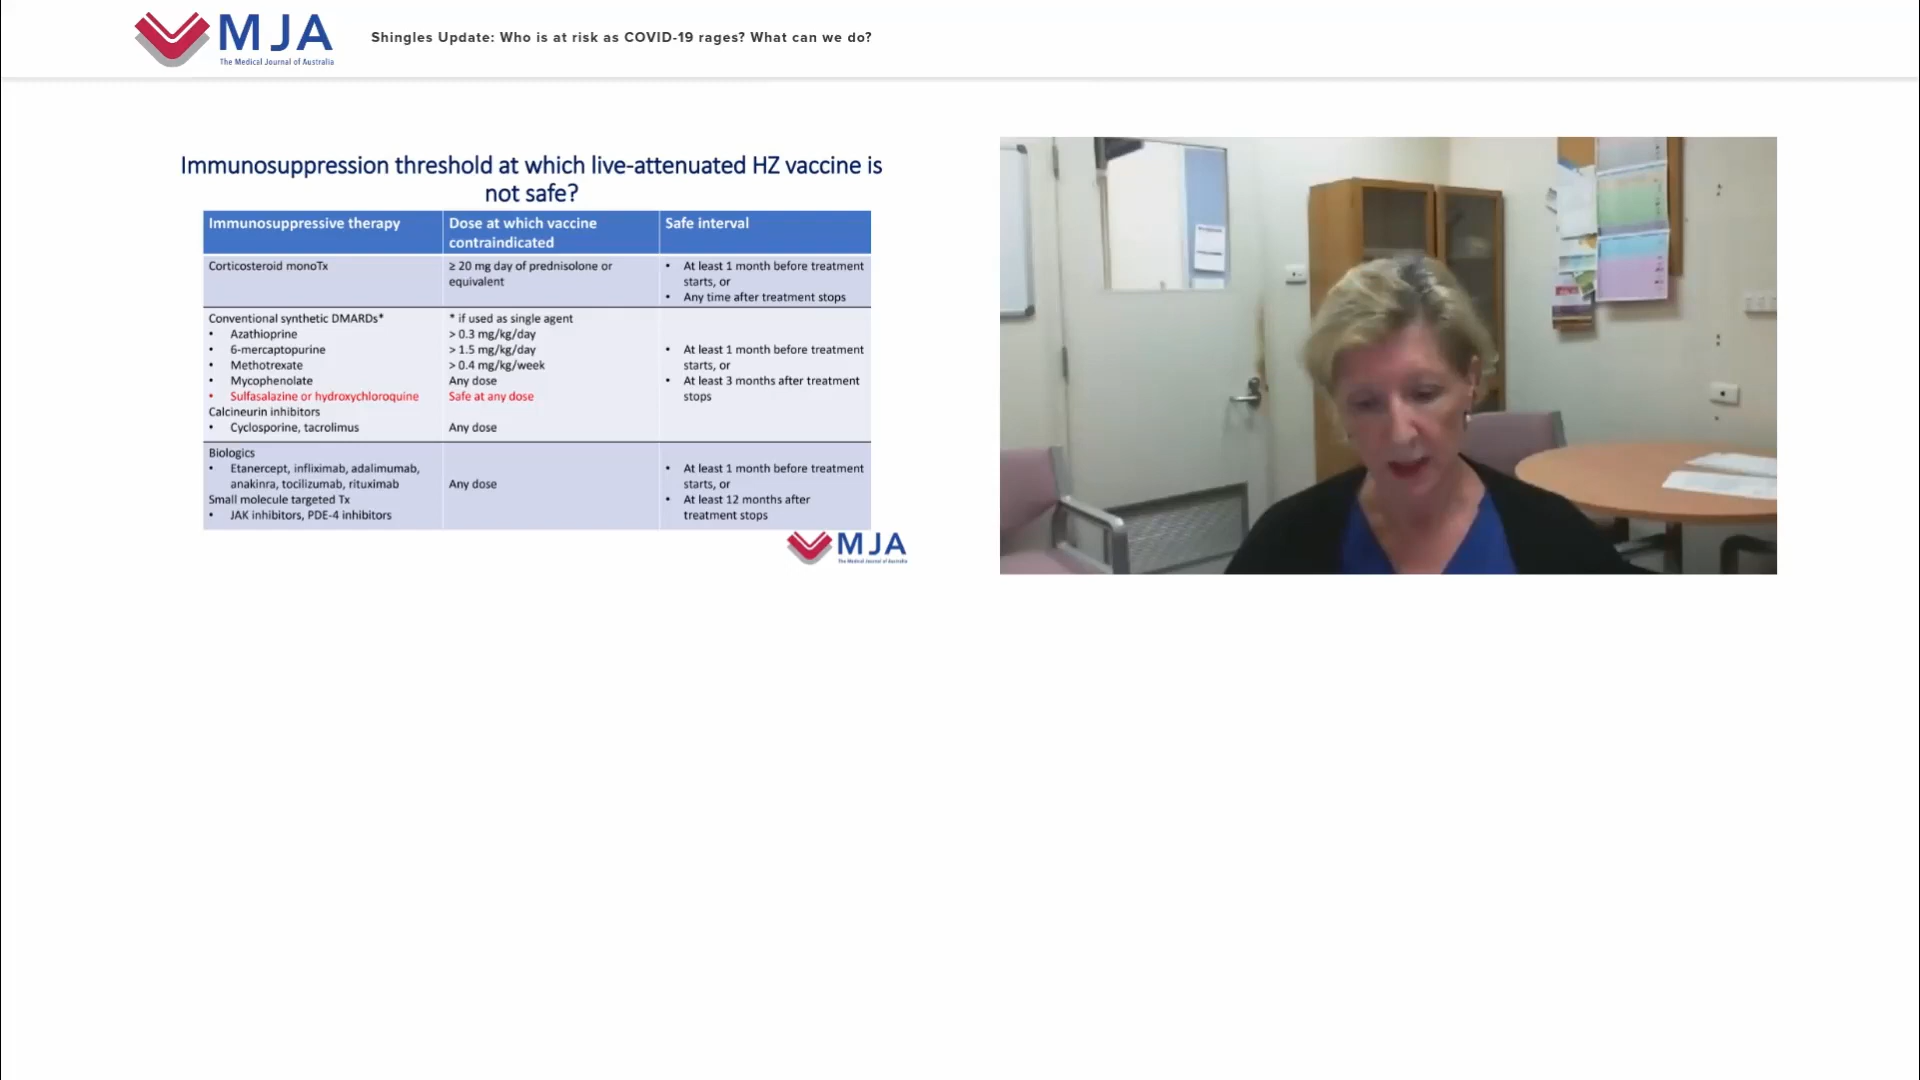 MJA
The Medical Journal of Australia
Shingles Update: Who is at risk as COVID-19 rages? What can we do?
Immunosuppression threshold at which live-attenuated HZ vaccine is
not safe?
Immunosuppressive therapy
Dose at which vaccine
contraindicated
Safe interval
Corticosteroid monoTx
≥ 20 mg day of prednisolone or
equivalent
• At least 1 month before treatment
starts, or
• Any time after treatment stops
Conventional synthetic DMARDs*
• Azathioprine
• 6-mercaptopurine
• Methotrexate
• Mycophenolate
• Sulfasalazine or hydroxychloroquine
Calcineurin inhibitors
• Cyclosporine, tacrolimus
* if used as single agent
> 0.3 mg/kg/day
> 1.5 mg/kg/day
> 0.4 mg/kg/week
Any dose
Safe at any dose
Any dose
• At least 1 month before treatment
starts, or
• At least 3 months after treatment
stops
Biologics
• Etanercept, infliximab, adalimumab,
anakinra, tocilizumab, rituximab
Small molecule targeted Tx
• JAK inhibitors, PDE-4 inhibitors
Any dose
• At least 1 month before treatment
starts, or
• At least 12 months after
treatment stops
MJA
The Medical Journal of Australia